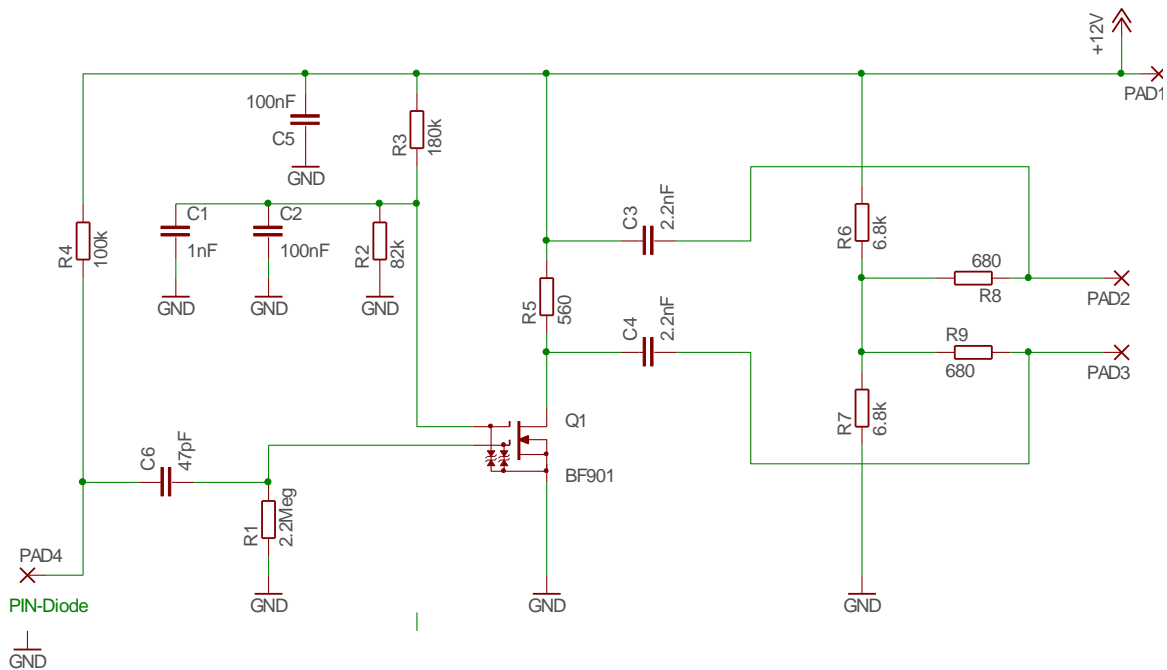 +12V
PAD1
100nF
C5
GND
R3
180k
R4
100k
C1
1nF
GND
C2
100nF
GND
R2
82k
GND
C3
2.2nF
R6
6.8k
680
R8
PAD2
R5
560
C4
2.2nF
R9
680
PAD3
R7
6.8k
Q1
BF901
C6
47pF
R1
2.2Meg
PAD4
PIN-Diode
GND
GND
GND
GND